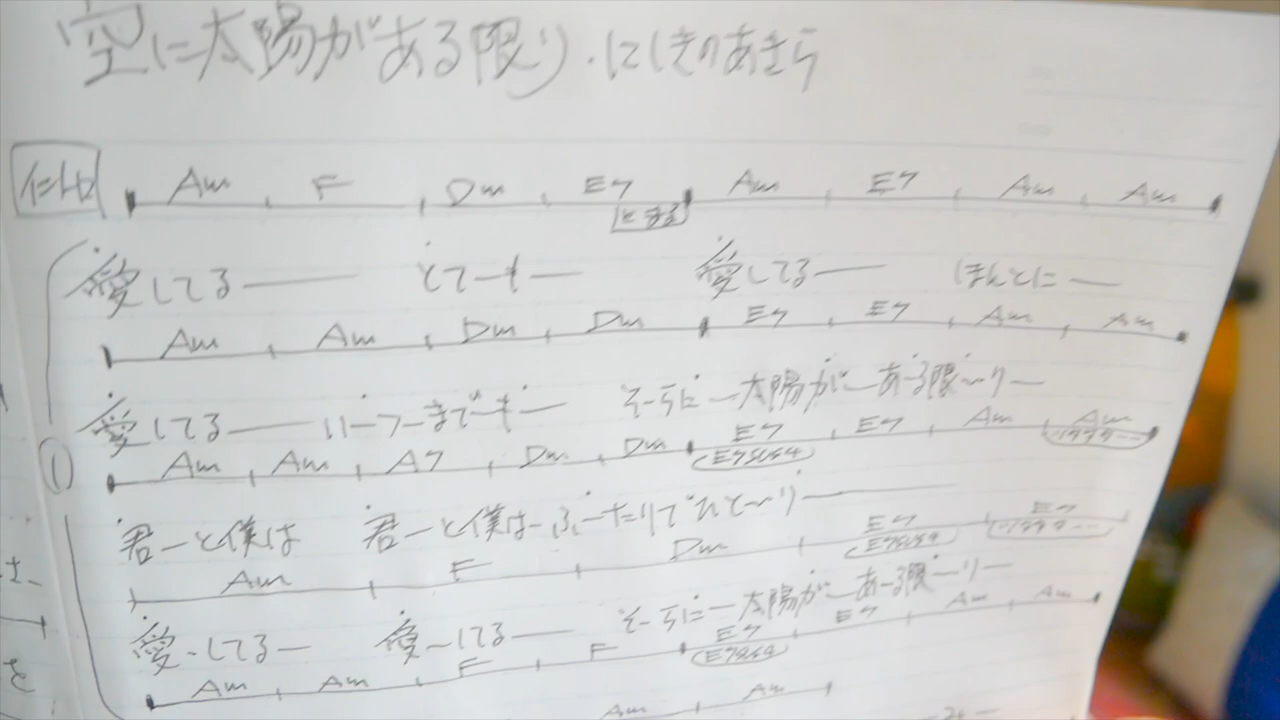 空に太陽がある限り・にしきのあきら
イントロ Am F Dm E7 Am E7 Am Am
とまる
愛してる―― とてーもー 愛してる―― ほんとにー
Am Am Dm Dm E7 E7 Am Am
愛してる―― いーつーまでーもー そーらにー太陽がーあーる限〜りー
Am Am A7 Dm Dm E7 E7 Am Am
E7sus4
①
君ーと僕は 君ーと僕はーふーたりでひと〜り――
Am F Dm E7 E7
E7sus4
愛ーしてるー 愛ーしてるー そーらにー太陽がーあーる限ーりー
Am Am F F E7 E7 Am Am
E7sus4
Am Am
を